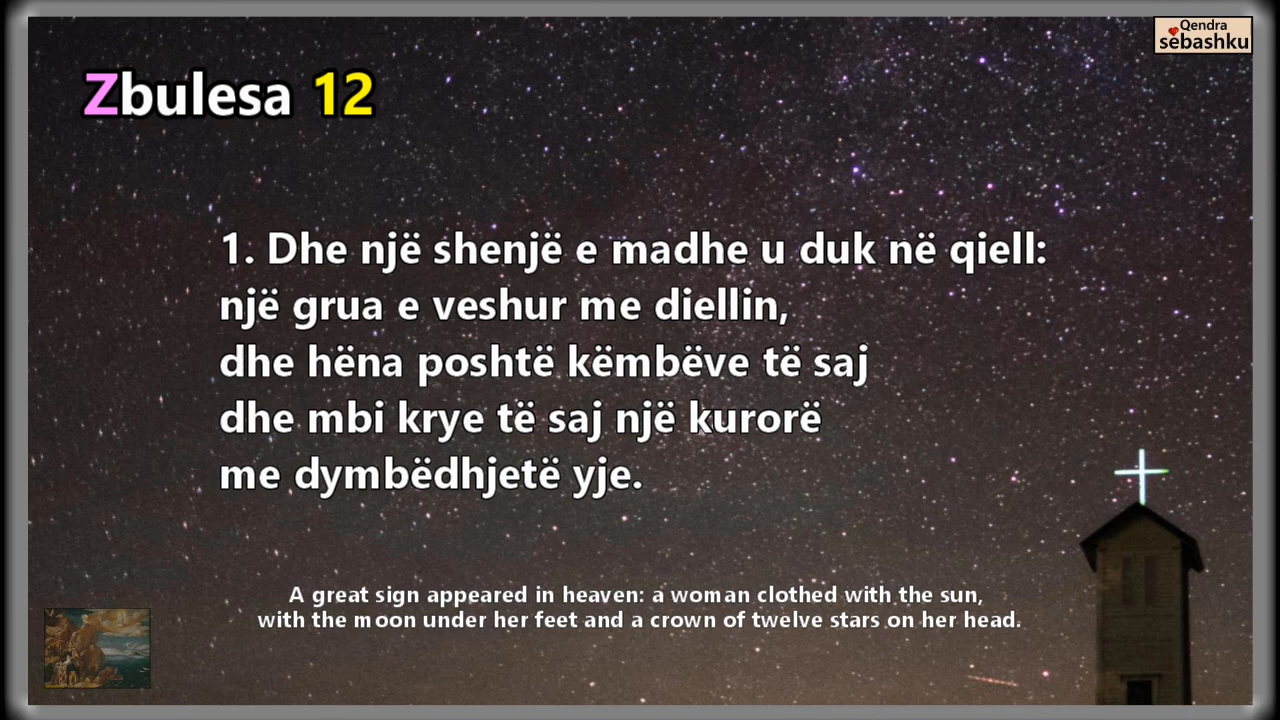 Qendra
sëbashku
Zbulesa 12
1. Dhe një shenjë e madhe u duk në qiell:
një grua e veshur me diellin,
dhe hëna poshtë këmbëve të saj
dhe mbi krye të saj një kurorë
me dymbëdhjetë yje.
A great sign appeared in heaven: a woman clothed with the sun,
with the moon under her feet and a crown of twelve stars on her head.